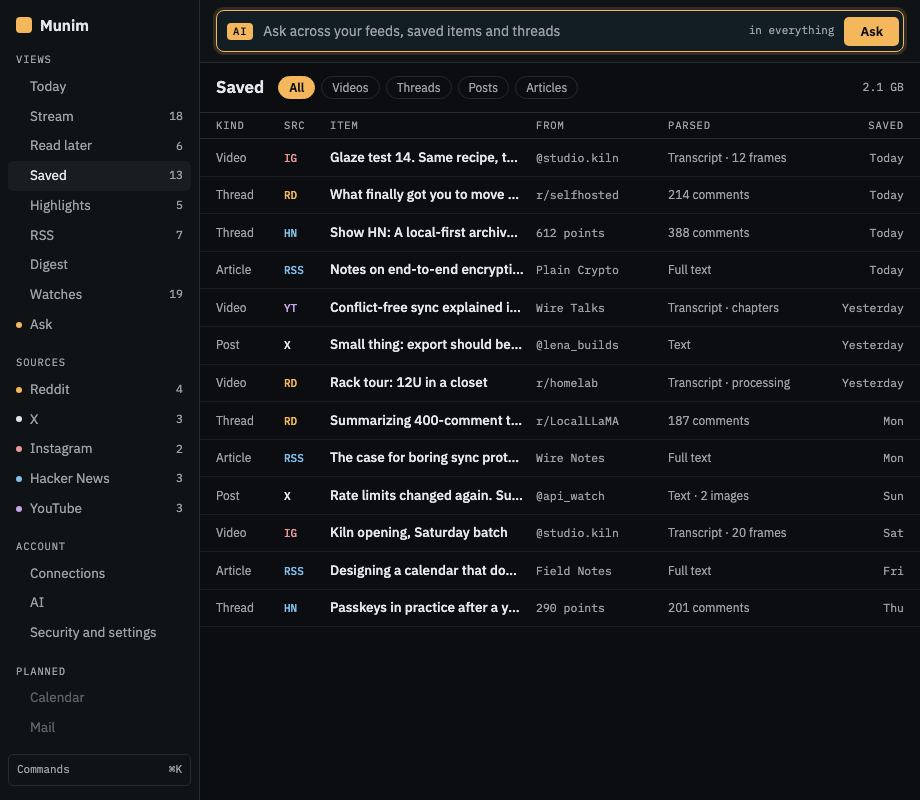 Munim
VIEWS
Today
Stream 18
Read later 6
Saved 13
Highlights 5
RSS 7
Digest
Watches 19
Ask
SOURCES
Reddit 4
X 3
Instagram 2
Hacker News 3
YouTube 3
ACCOUNT
Connections
AI
Security and settings
PLANNED
Calendar
Mail
Commands ⌘K
AI Ask across your feeds, saved items and threads in everything Ask
Saved All Videos Threads Posts Articles 2.1 GB
KIND SRC ITEM FROM PARSED SAVED
Video IG Glaze test 14. Same recipe, t... @studio.kiln Transcript · 12 frames Today
Thread RD What finally got you to move ... r/selfhosted 214 comments Today
Thread HN Show HN: A local-first archiv... 612 points 388 comments Today
Article RSS Notes on end-to-end encrypti... Plain Crypto Full text Today
Video YT Conflict-free sync explained i... Wire Talks Transcript · chapters Yesterday
Post X Small thing: export should be... @lena_builds Text Yesterday
Video RD Rack tour: 12U in a closet r/homelab Transcript · processing Yesterday
Thread RD Summarizing 400-comment t... r/LocalLLaMA 187 comments Mon
Article RSS The case for boring sync prot... Wire Notes Full text Mon
Post X Rate limits changed again. Su... @api_watch Text · 2 images Sun
Video IG Kiln opening, Saturday batch @studio.kiln Transcript · 20 frames Sat
Article RSS Designing a calendar that do... Field Notes Full text Fri
Thread HN Passkeys in practice after a y... 290 points 201 comments Thu